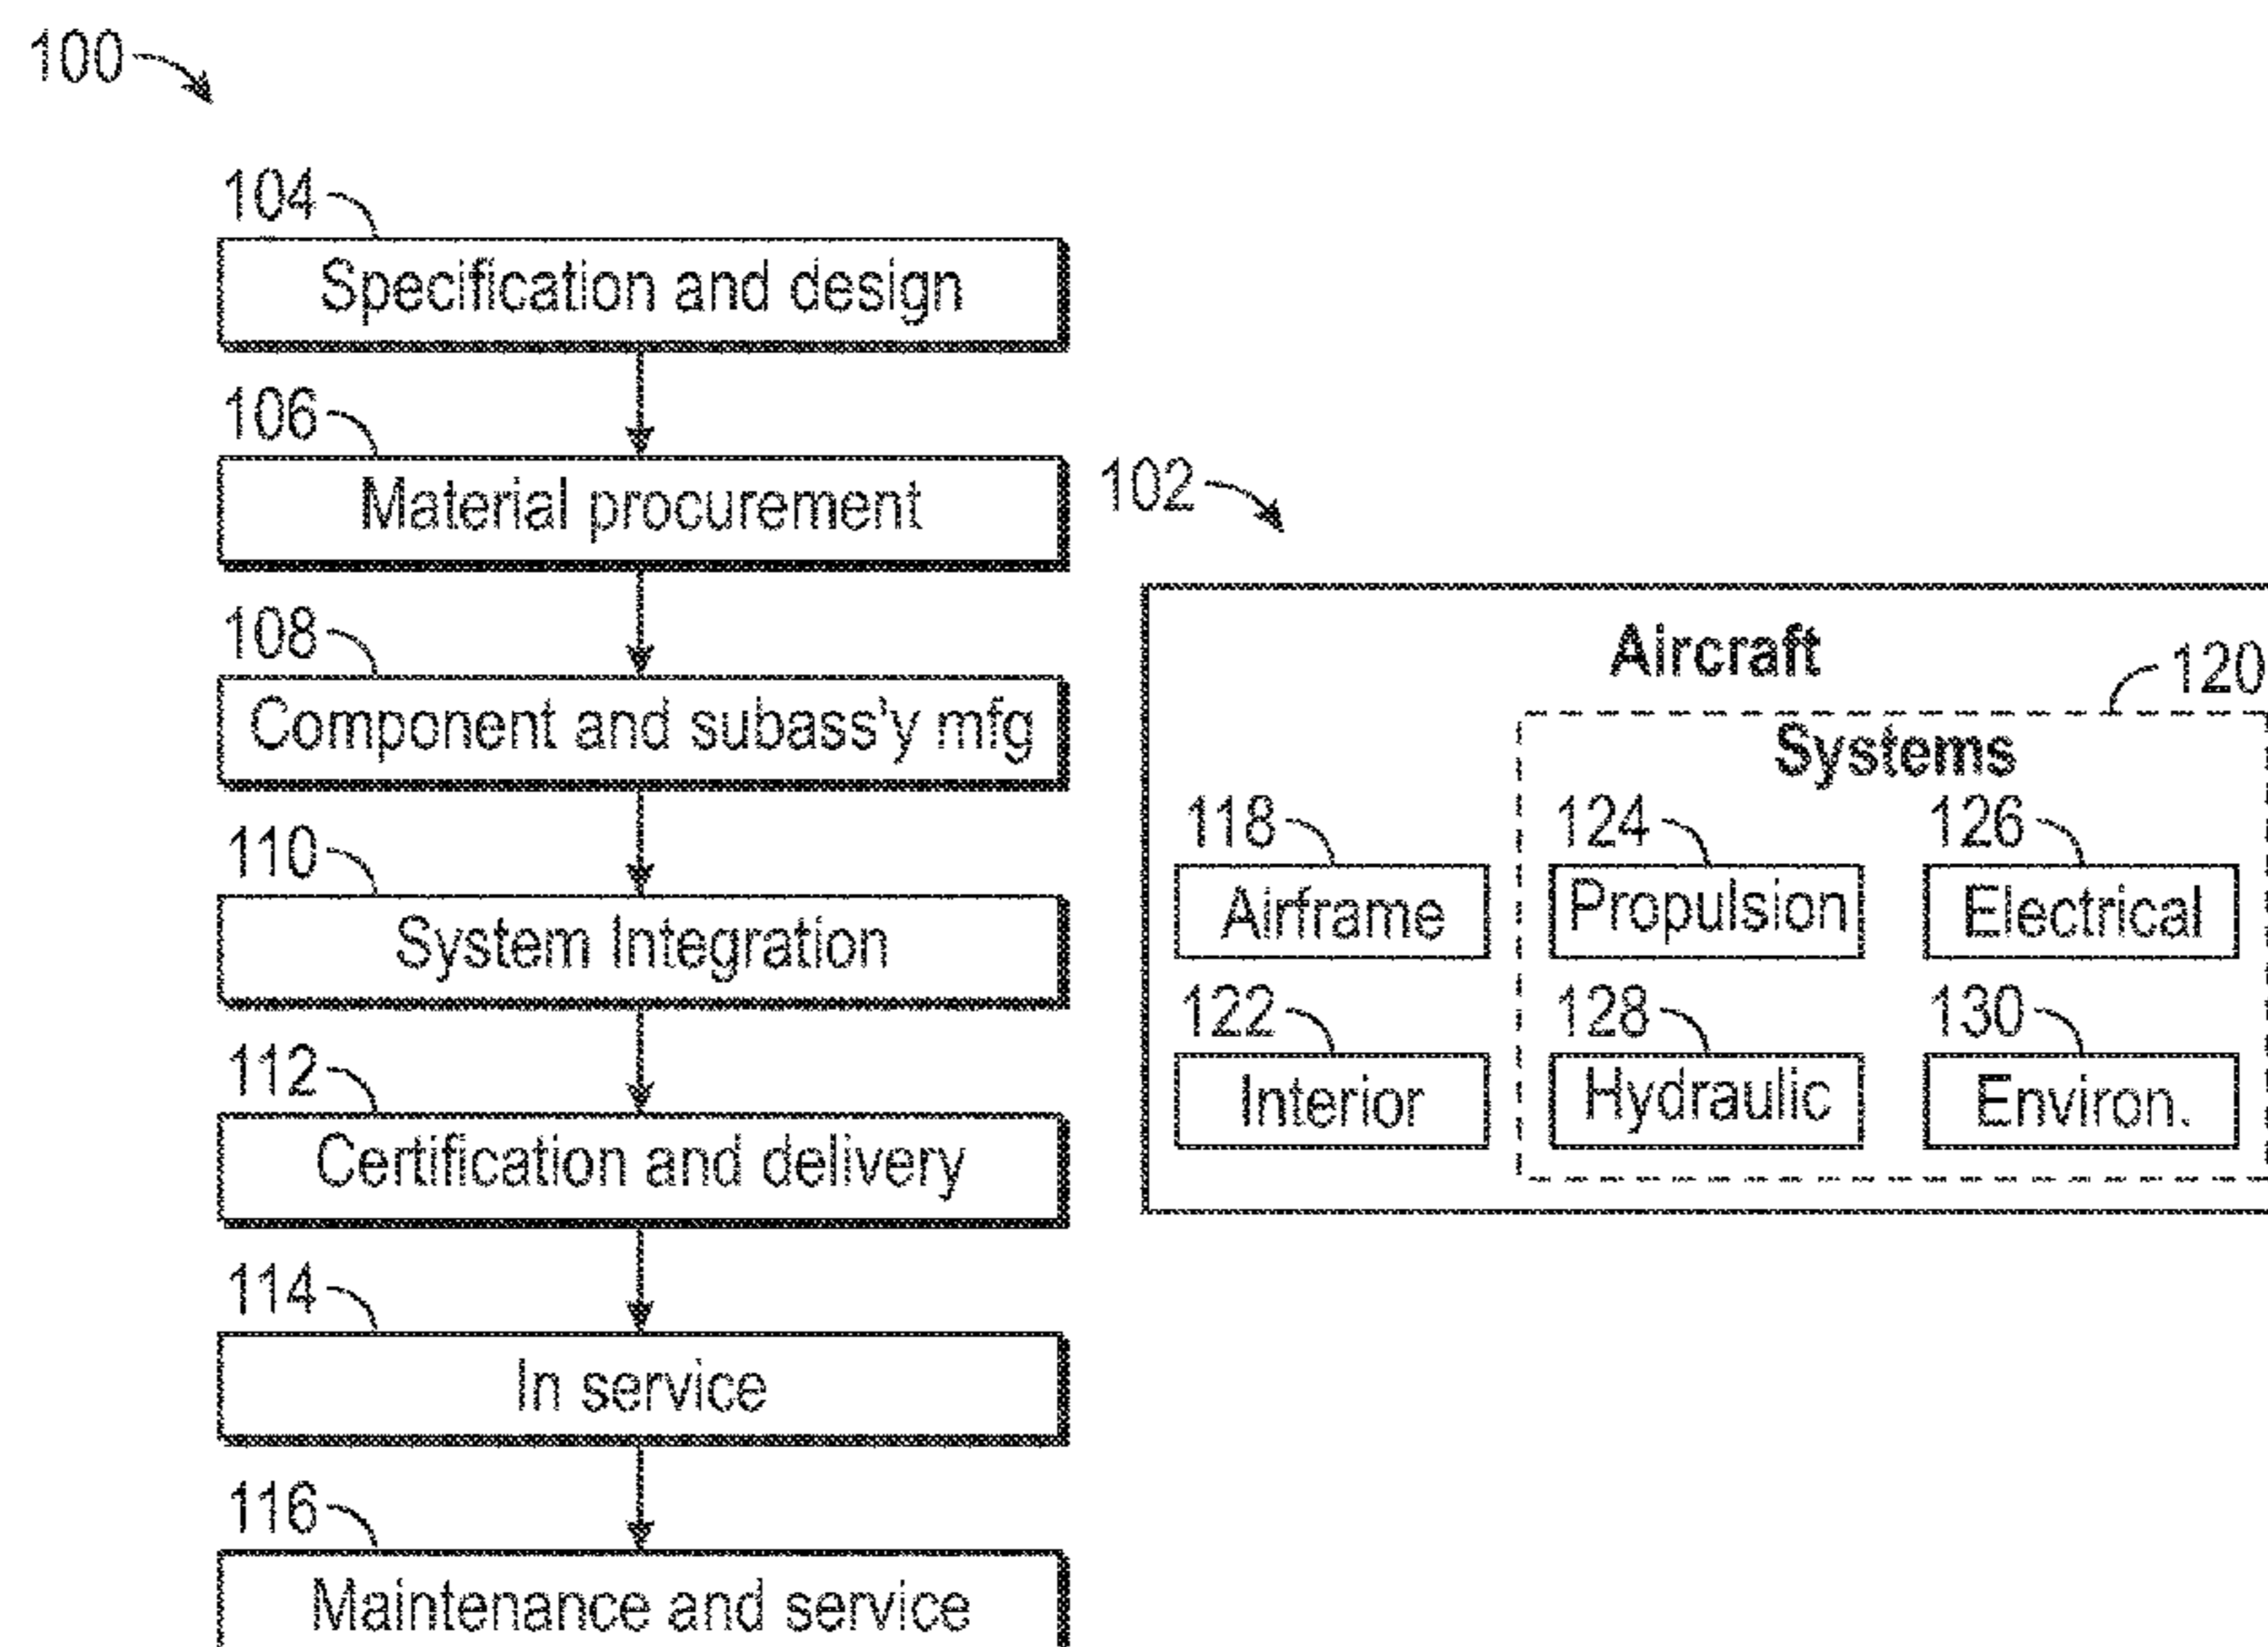 100
104
Specification and design
106
Material procurement
108
Component and subass'y mfg
110
System Integration
112
Certification and delivery
114
In service
116
Maintenance and service
102
Aircraft
120
Systems
118
124
126
Airframe
Propulsion
Electrical
122
128
130
Interior
Hydraulic
Environ.